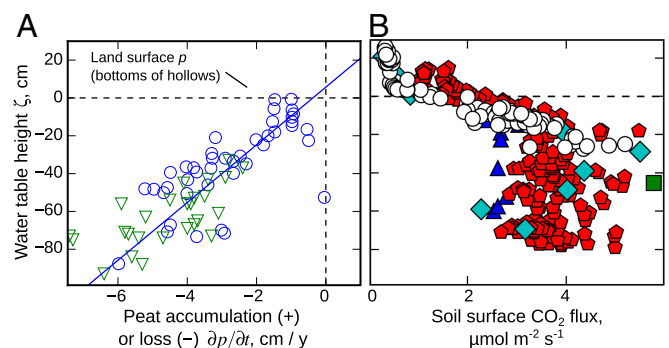 A
B
Water table height ζ, cm
40
20
0
−20
−40
−60
−80
Land surface p
(bottoms of hollows)
−6
−4
−2
0
Peat accumulation (+)
or loss (−) ∂p/∂t, cm / y
0
2
4
Soil surface CO₂ flux,
µmol m⁻² s⁻¹